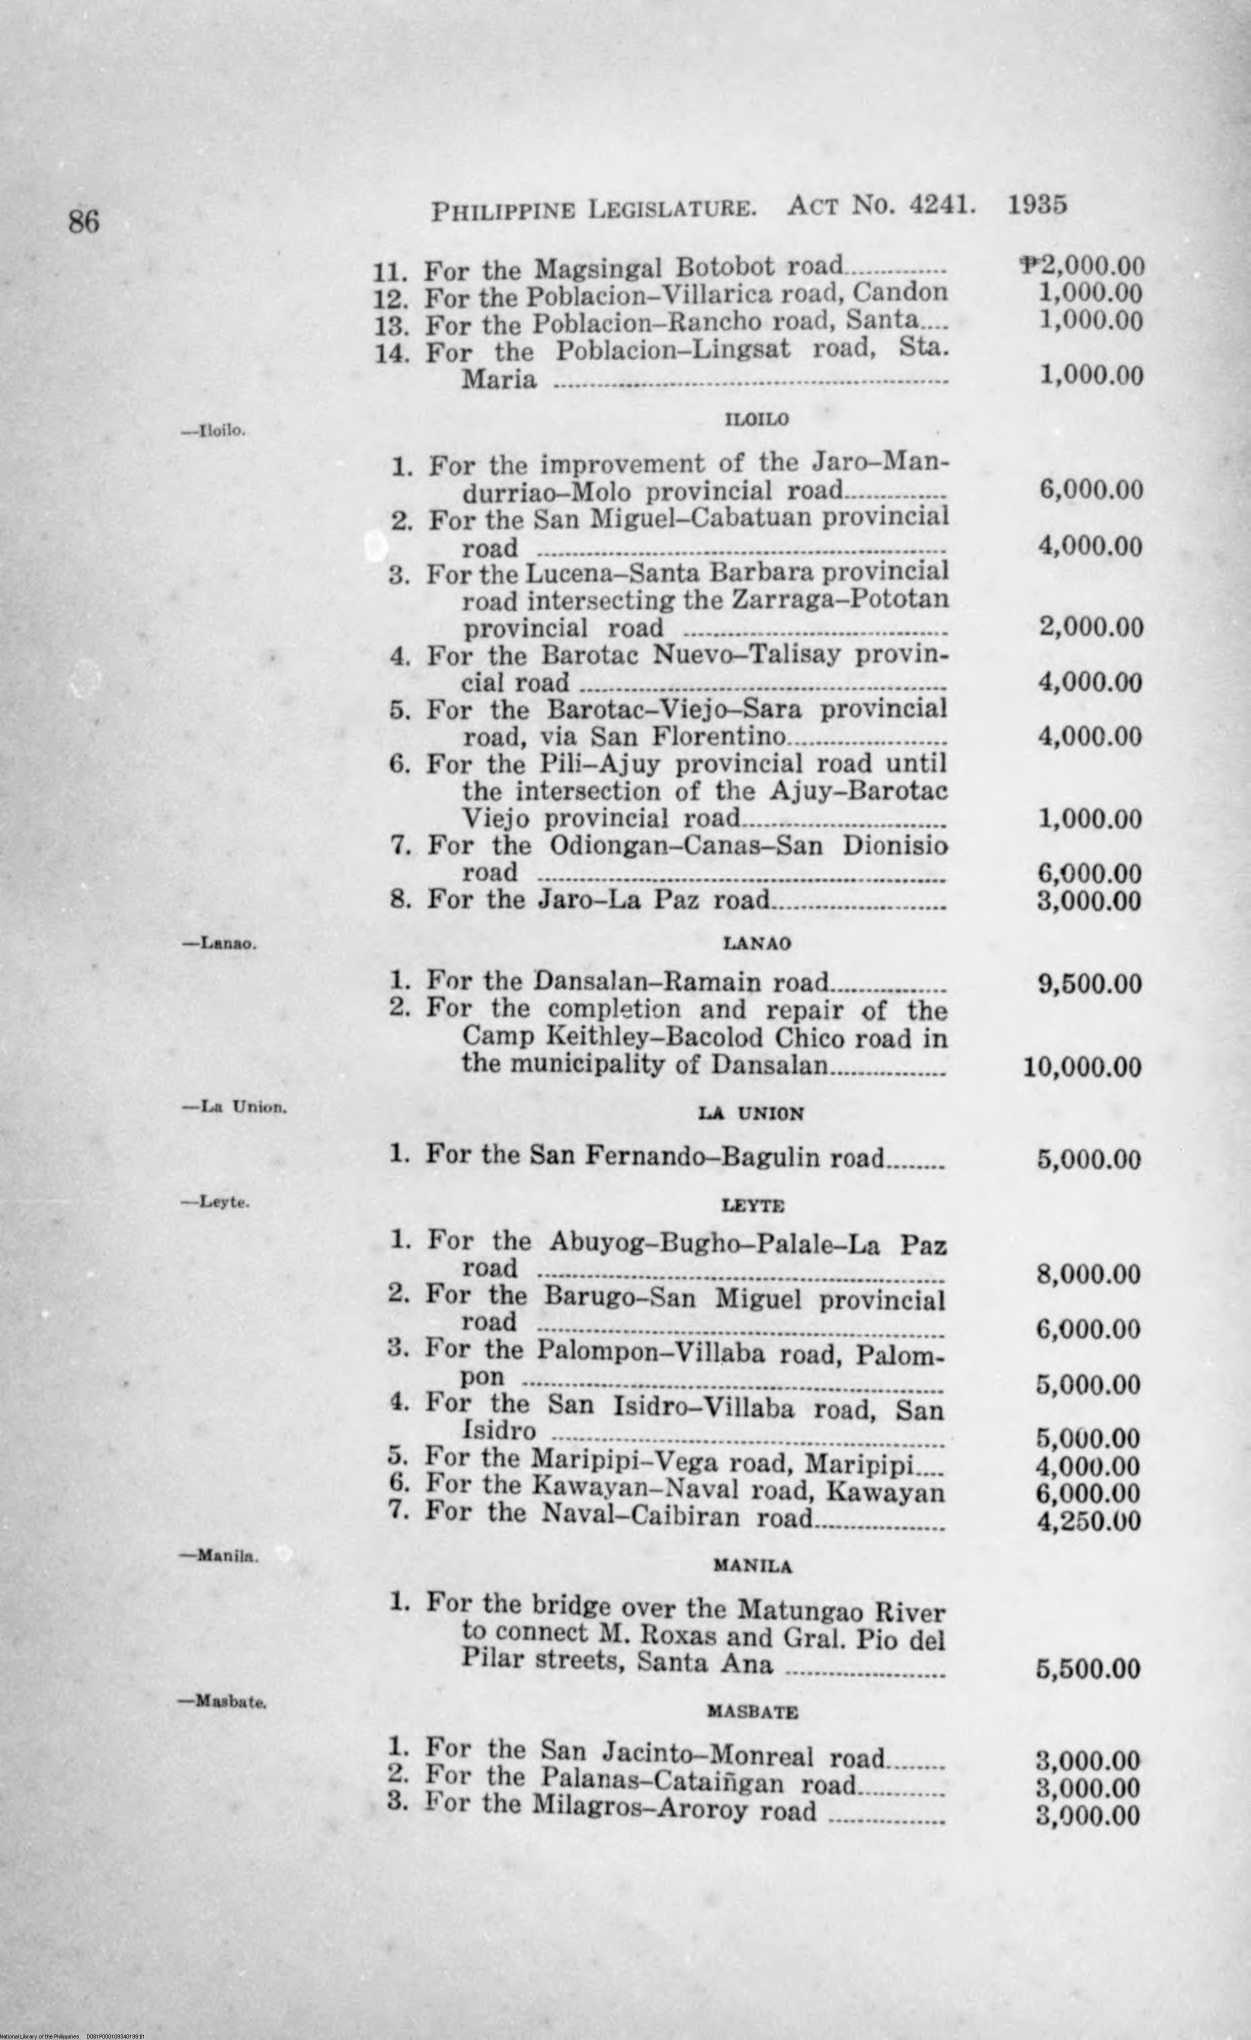 86
PHILIPPINE LEGISLATURE. ACT NO. 4241. 1935
11. For the Magsingal Botobot road.............. ₱2,000.00
12. For the Poblacion–Villarica road, Candon 1,000.00
13. For the Poblacion–Rancho road, Santa.... 1,000.00
14. For the Poblacion–Lingsat road, Sta.
Maria .................................................... 1,000.00
—Iloilo.
ILOILO
1. For the improvement of the Jaro–Man-
durriao–Molo provincial road.............. 6,000.00
2. For the San Miguel–Cabatuan provincial
road ...................................................... 4,000.00
3. For the Lucena–Santa Barbara provincial
road intersecting the Zarraga–Pototan
provincial road ................................... 2,000.00
4. For the Barotac Nuevo–Talisay provin-
cial road ................................................ 4,000.00
5. For the Barotac–Viejo–Sara provincial
road, via San Florentino..................... 4,000.00
6. For the Pili–Ajuy provincial road until
the intersection of the Ajuy–Barotac
Viejo provincial road........................... 1,000.00
7. For the Odiongan–Canas–San Dionisio
road ...................................................... 6,000.00
8. For the Jaro–La Paz road....................... 3,000.00
—Lanao.
LANAO
1. For the Dansalan–Ramain road............... 9,500.00
2. For the completion and repair of the
Camp Keithley–Bacolod Chico road in
the municipality of Dansalan............... 10,000.00
—La Union.
LA UNION
1. For the San Fernando–Bagulin road........ 5,000.00
—Leyte.
LEYTE
1. For the Abuyog–Bugho–Palale–La Paz
road ...................................................... 8,000.00
2. For the Barugo–San Miguel provincial
road ...................................................... 6,000.00
3. For the Palompon–Villaba road, Palom-
pon ........................................................ 5,000.00
4. For the San Isidro–Villaba road, San
Isidro .................................................... 5,000.00
5. For the Maripipi–Vega road, Maripipi.... 4,000.00
6. For the Kawayan–Naval road, Kawayan 6,000.00
7. For the Naval–Caibiran road................. 4,250.00
—Manila.
MANILA
1. For the bridge over the Matungao River
to connect M. Roxas and Gral. Pio del
Pilar streets, Santa Ana ..................... 5,500.00
—Masbate.
MASBATE
1. For the San Jacinto–Monreal road........ 3,000.00
2. For the Palanas–Cataiñgan road............ 3,000.00
3. For the Milagros–Aroroy road ............... 3,000.00
National Library of the Philippines